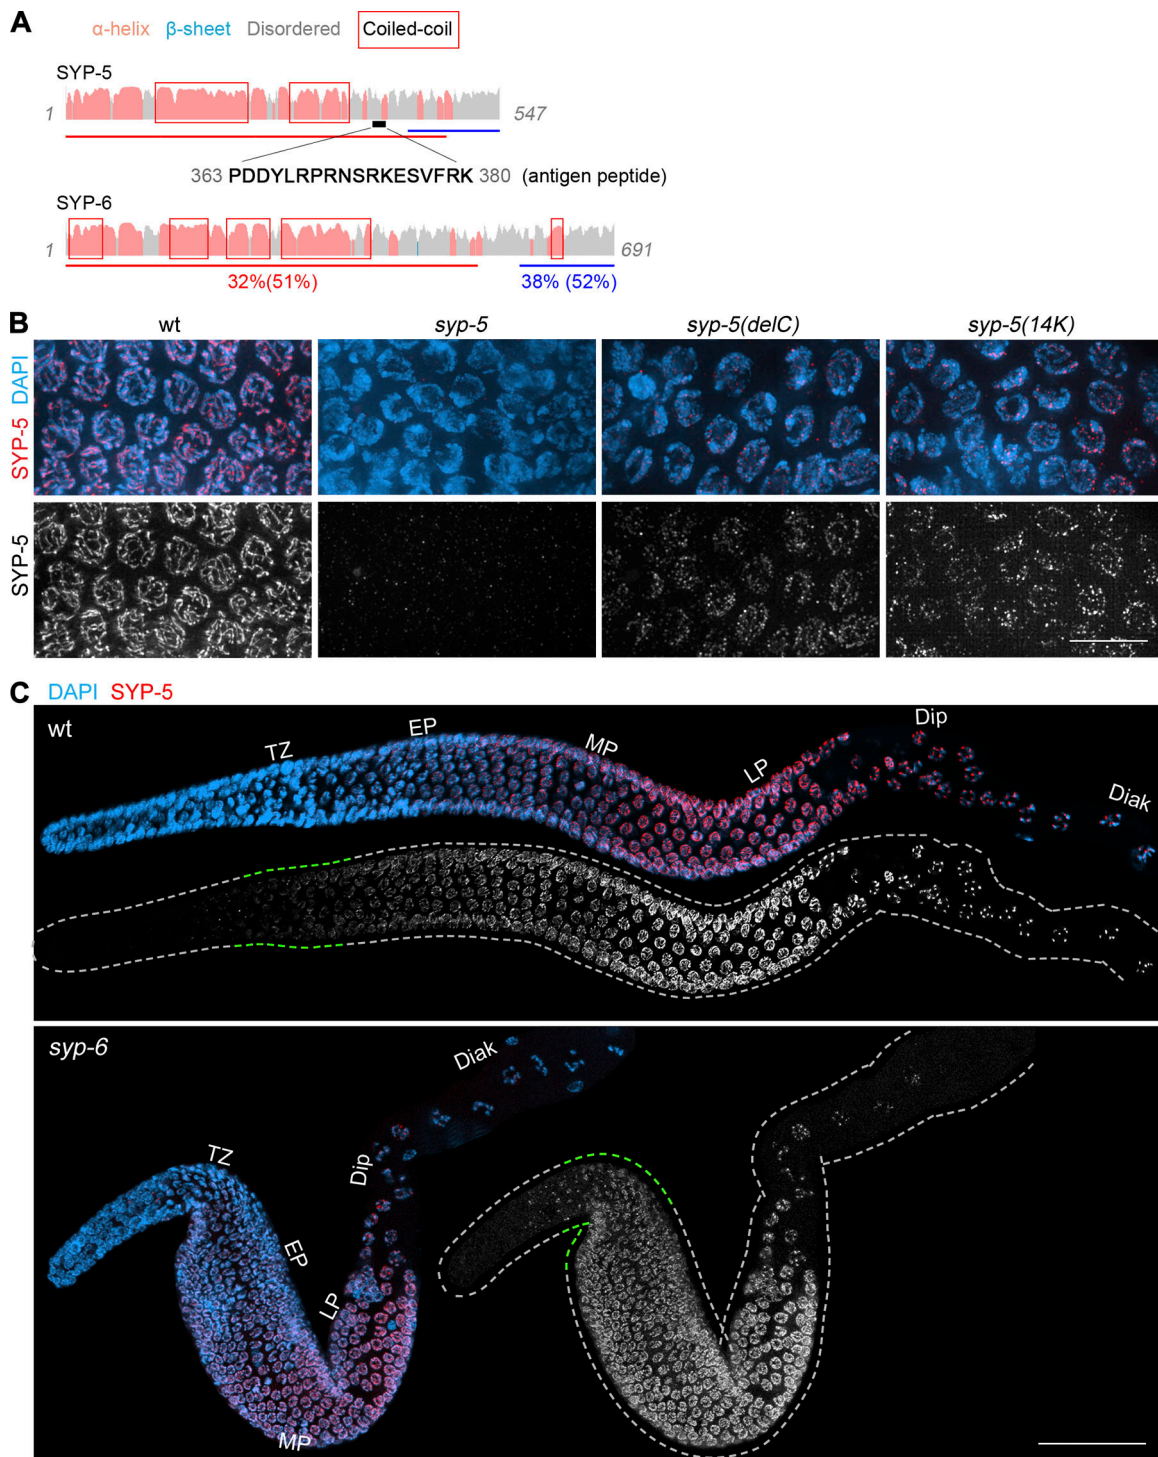 A
α-helix β-sheet Disordered Coiled-coil
SYP-5
1 547
363 PDDYLRPRNSRKESVFRK 380 (antigen peptide)
SYP-6
1 691
32%(51%) 38% (52%)
B
wt syp-5 syp-5(delC) syp-5(14K)
SYP-5 DAPI
SYP-5
C DAPI SYP-5
wt
TZ EP MP LP Dip Diak
syp-6
TZ EP MP LP Dip Diak